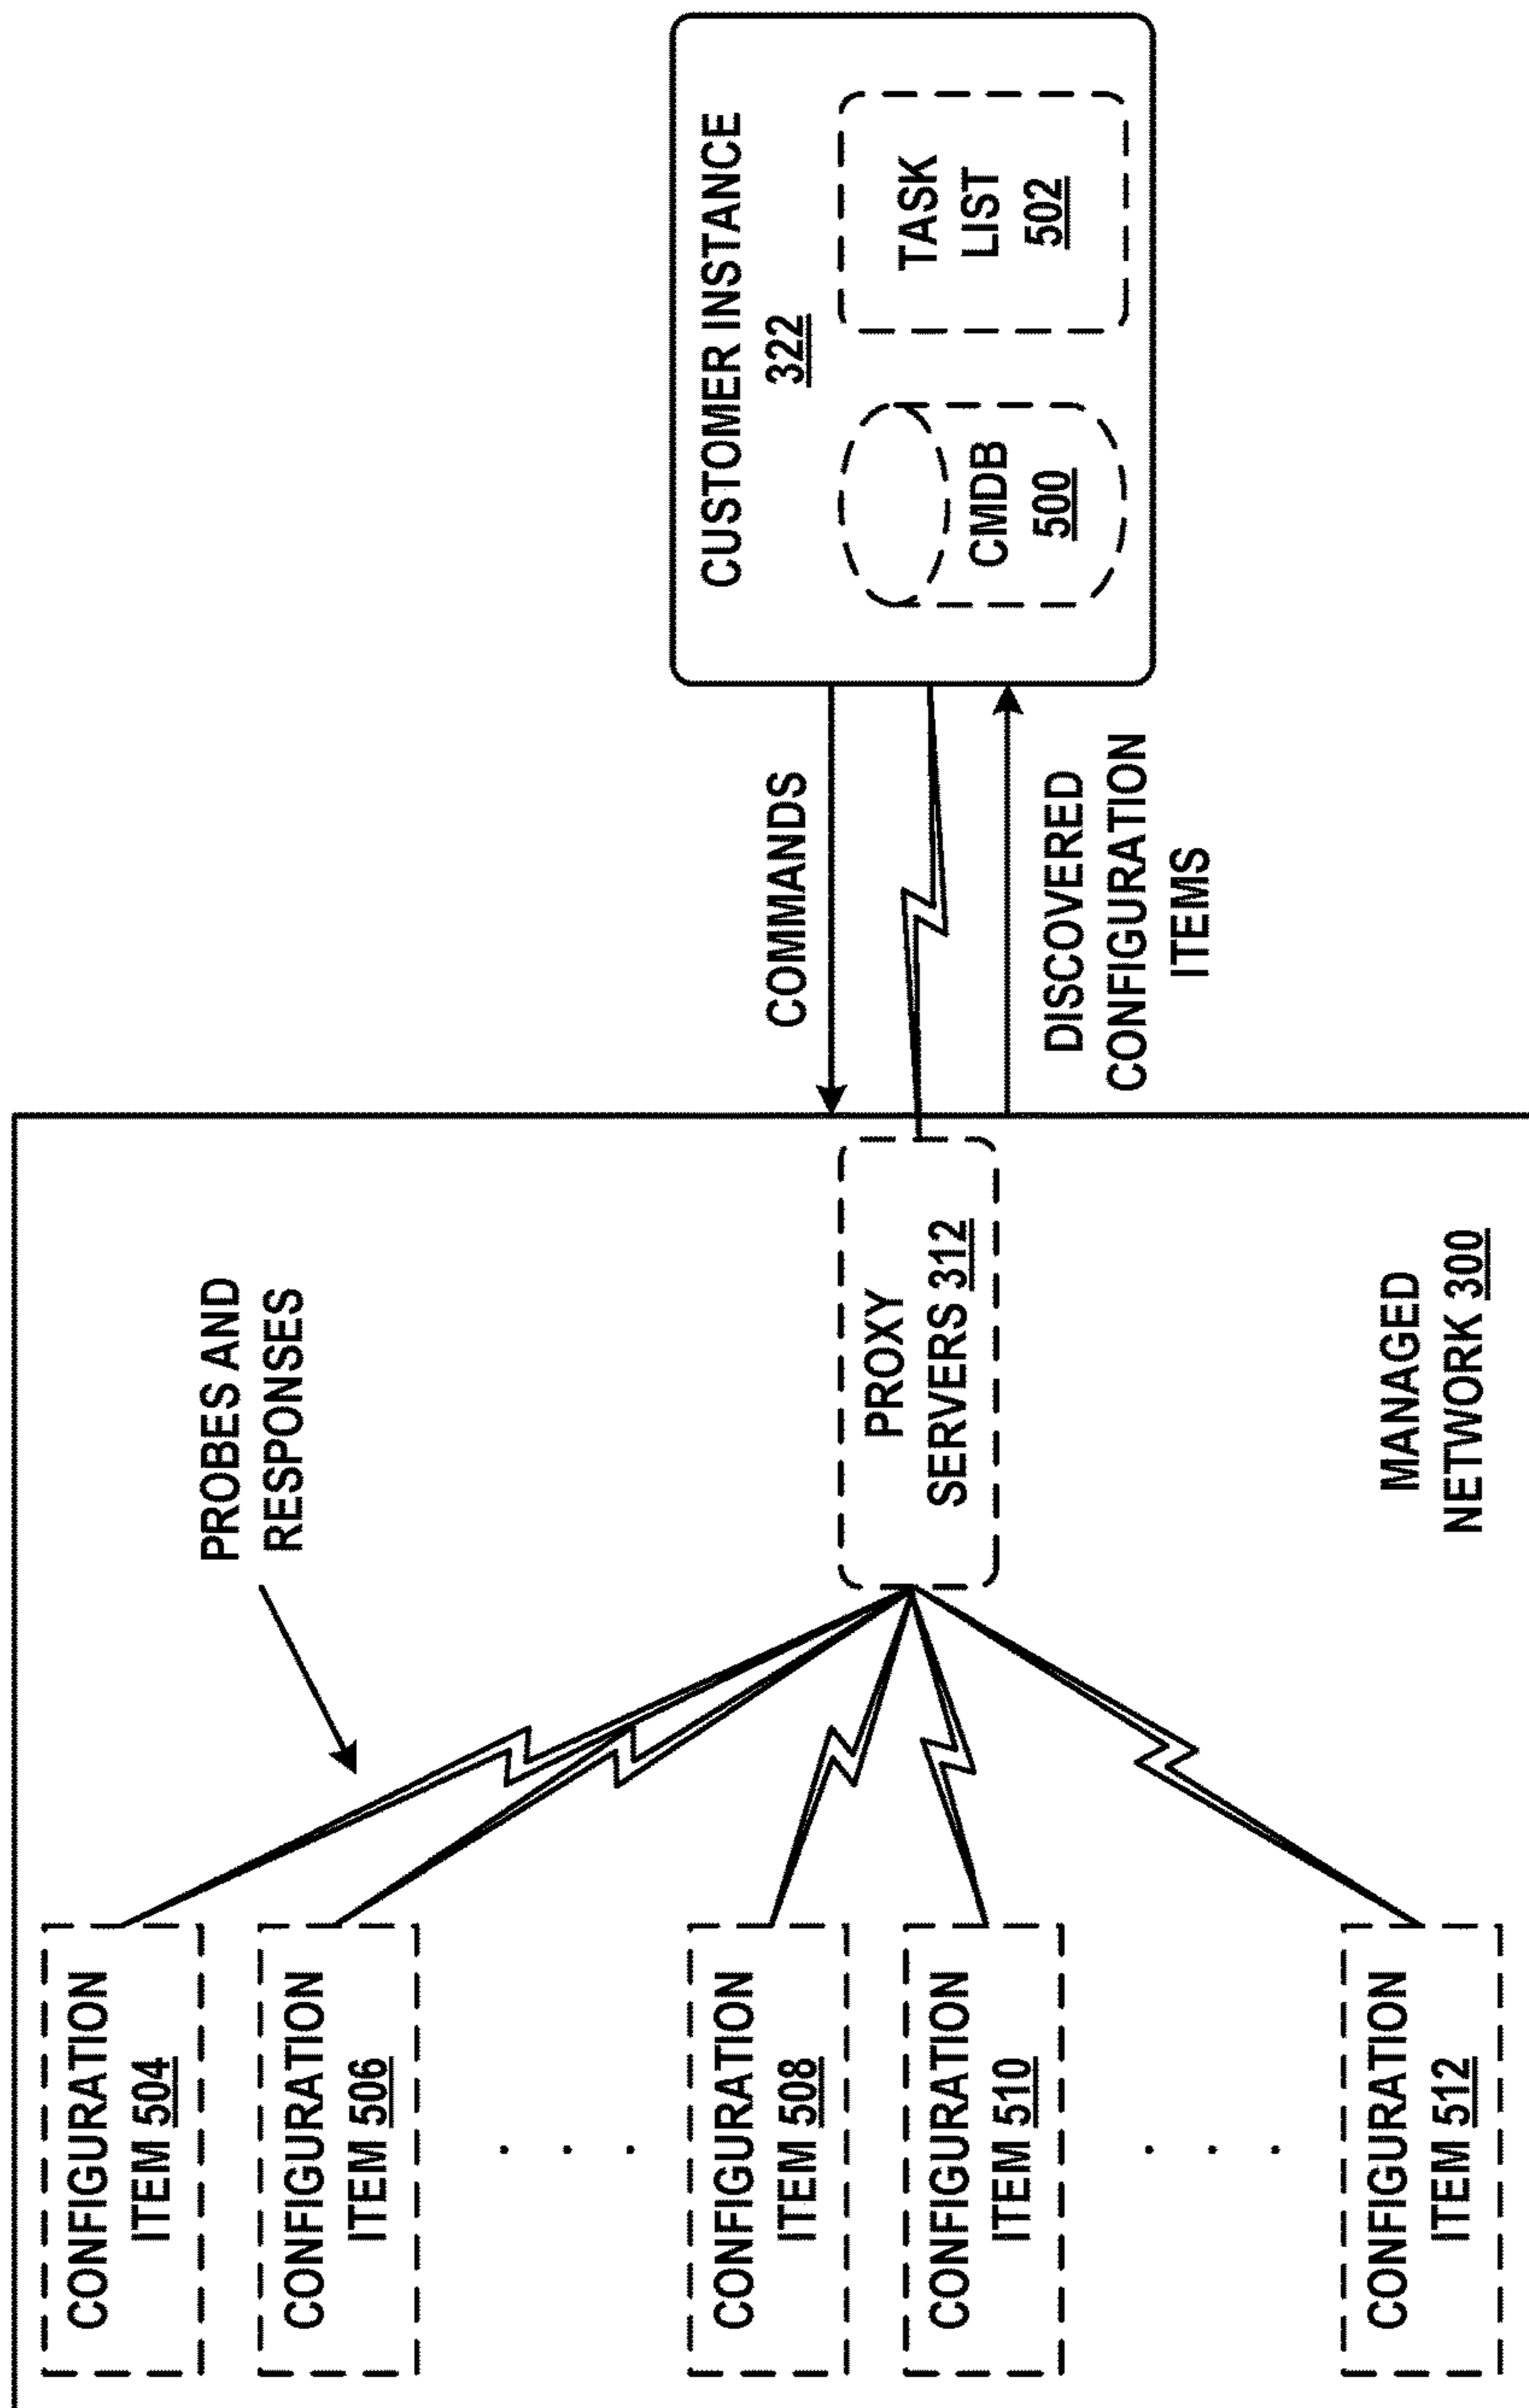 CUSTOMER INSTANCE
322
CMDB
500
TASK
LIST
502
COMMANDS
DISCOVERED
CONFIGURATION
ITEMS
PROBES AND
RESPONSES
PROXY
SERVERS 312
MANAGED
NETWORK 300
CONFIGURATION
ITEM 504
CONFIGURATION
ITEM 506
. . .
CONFIGURATION
ITEM 508
CONFIGURATION
ITEM 510
. . .
CONFIGURATION
ITEM 512